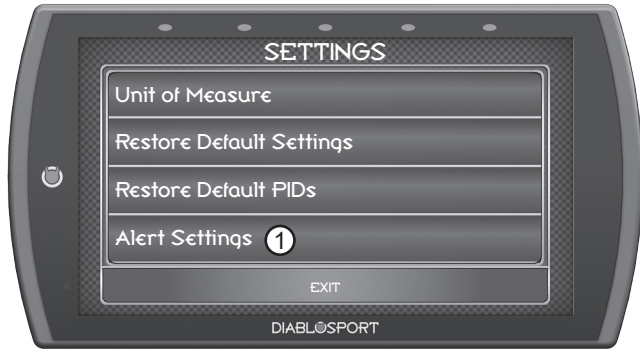 SETTINGS
Unit of Measure
Restore Default Settings
Restore Default PIDs
Alert Settings 1
EXIT
DIABLOSPORT